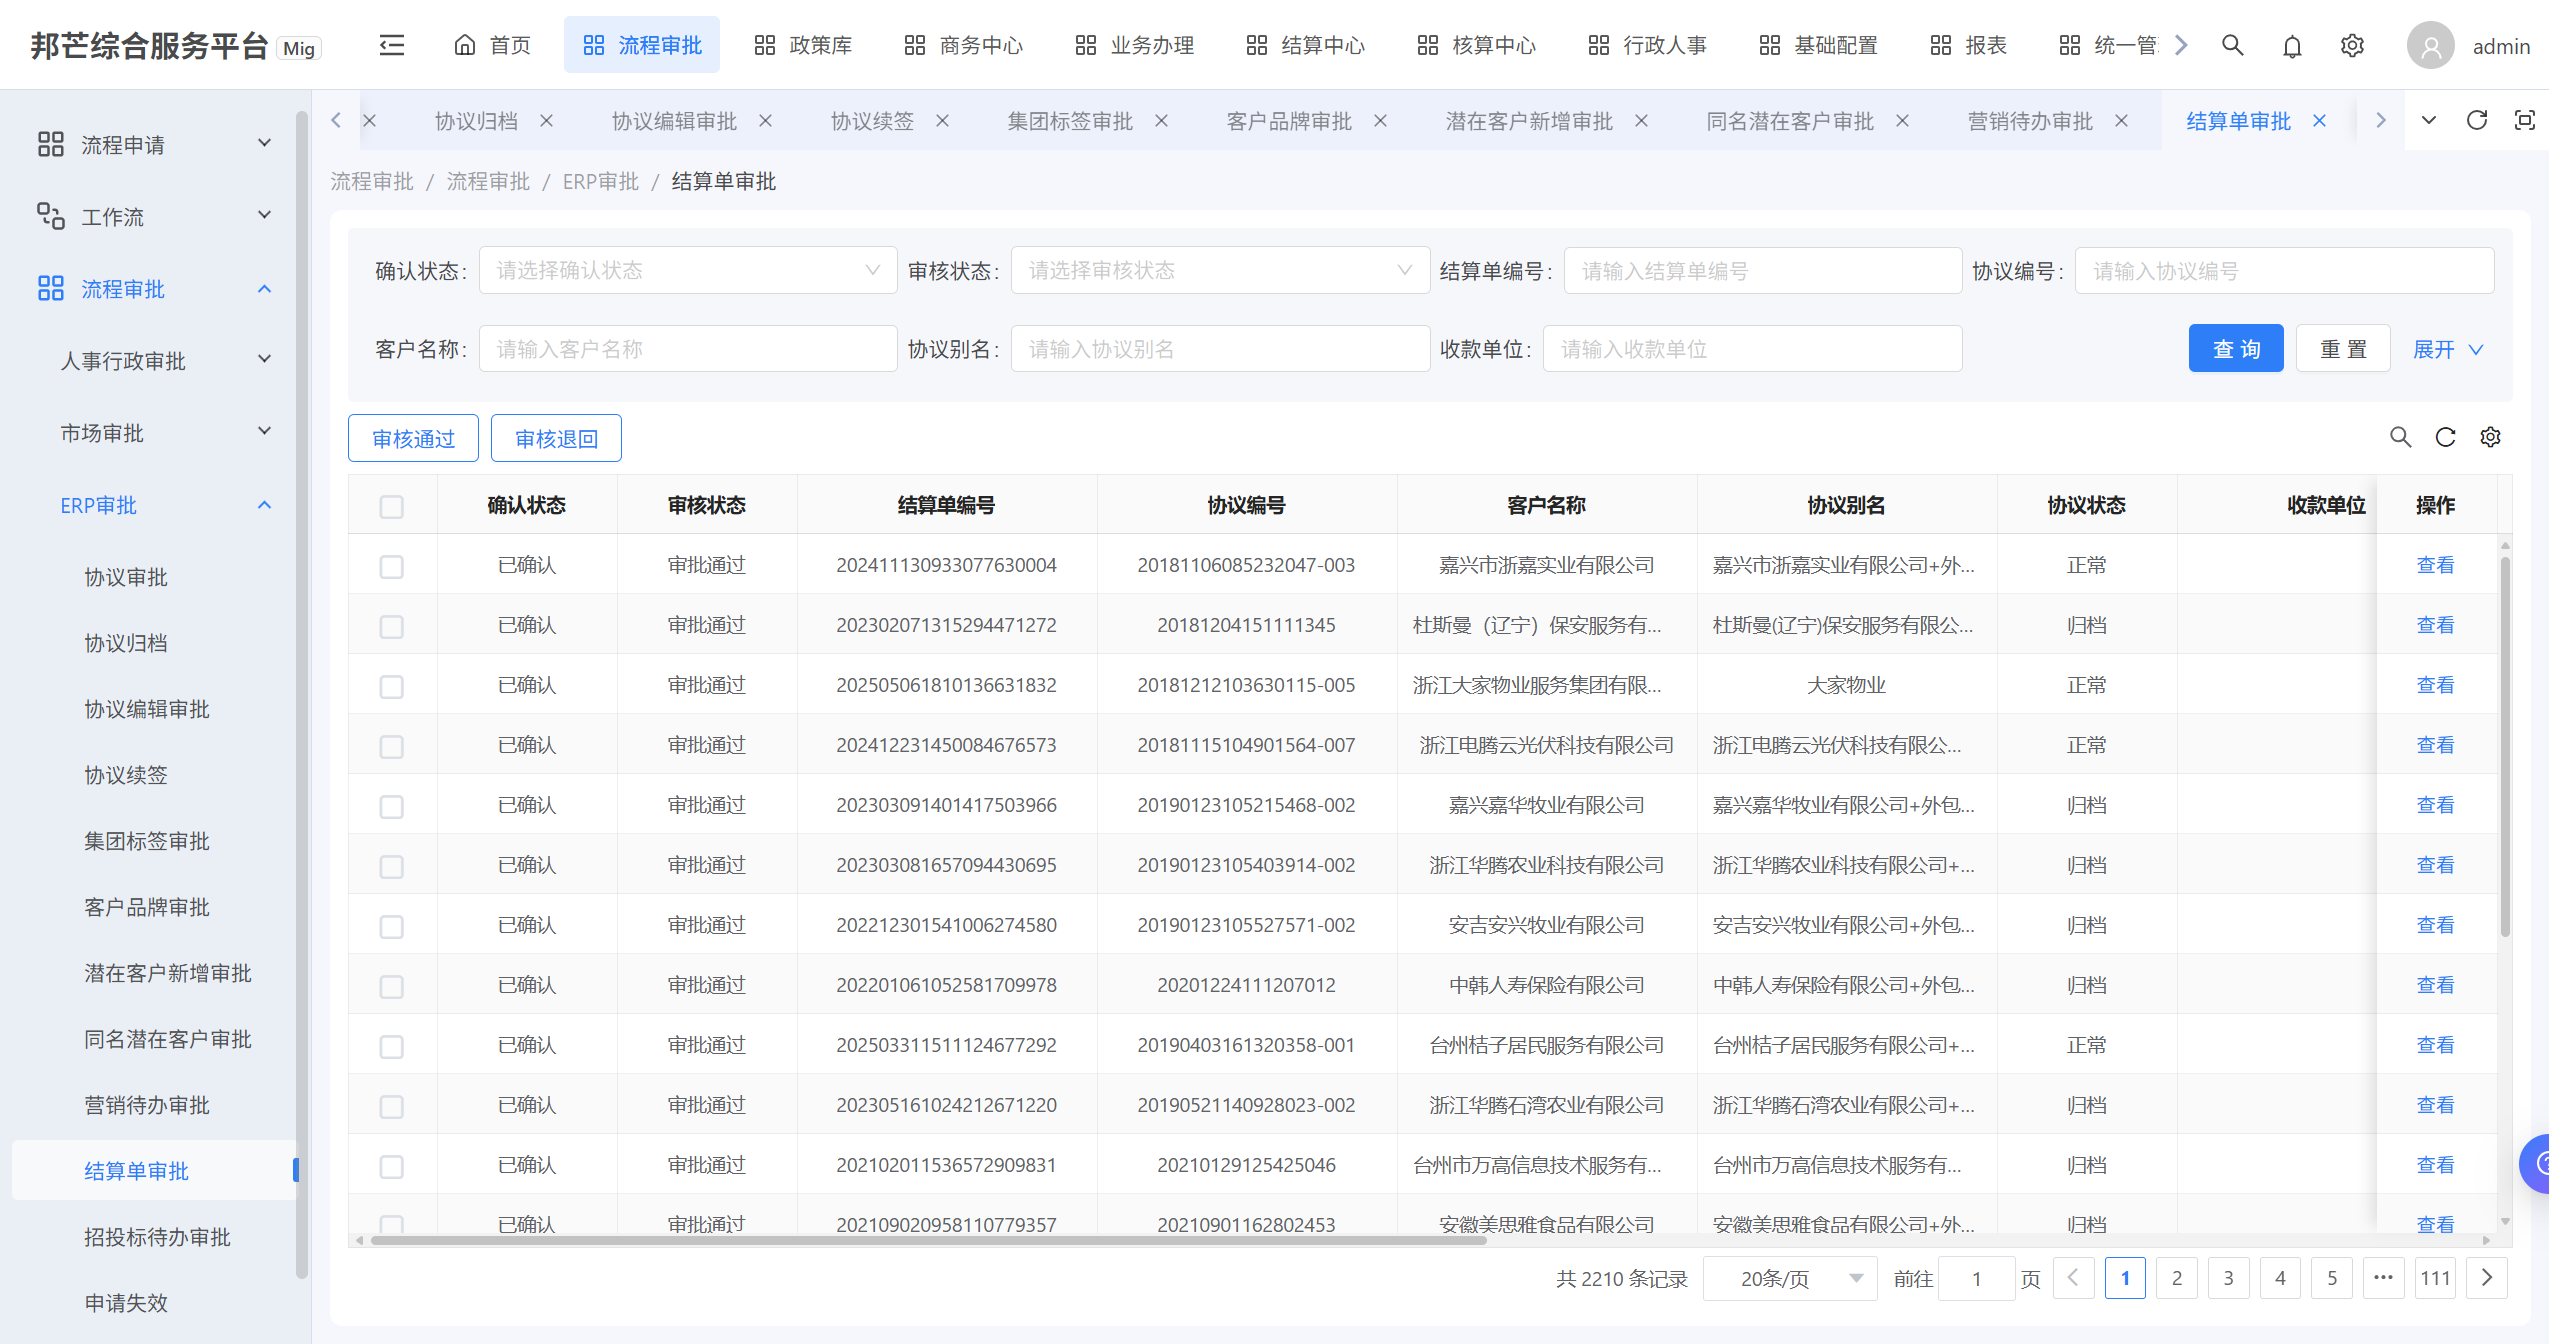 邦芒综合服务平台 Mig
首页 流程审批 政策库 商务中心 业务办理 结算中心 核算中心 行政人事 基础配置 报表 统一管 admin
协议归档 协议编辑审批 协议续签 集团标签审批 客户品牌审批 潜在客户新增审批 同名潜在客户审批 营销待办审批 结算单审批
流程申请
工作流
流程审批
人事行政审批
市场审批
ERP审批
协议审批
协议归档
协议编辑审批
协议续签
集团标签审批
客户品牌审批
潜在客户新增审批
同名潜在客户审批
营销待办审批
结算单审批
招投标待办审批
申请失效
流程审批 / 流程审批 / ERP审批 / 结算单审批
确认状态: 请选择确认状态 审核状态: 请选择审核状态 结算单编号: 请输入结算单编号 协议编号: 请输入协议编号
客户名称: 请输入客户名称 协议别名: 请输入协议别名 收款单位: 请输入收款单位 查询 重置 展开
审核通过 审核退回
确认状态 审核状态 结算单编号 协议编号 客户名称 协议别名 协议状态 收款单位 操作
已确认 审批通过 202411130933077630004 20181106085232047-003 嘉兴市浙嘉实业有限公司 嘉兴市浙嘉实业有限公司+外... 正常 查看
已确认 审批通过 202302071315294471272 20181204151111345 杜斯曼（辽宁）保安服务有... 杜斯曼(辽宁)保安服务有限公... 归档 查看
已确认 审批通过 202505061810136631832 20181212103630115-005 浙江大家物业服务集团有限... 大家物业 正常 查看
已确认 审批通过 202412231450084676573 20181115104901564-007 浙江电腾云光伏科技有限公司 浙江电腾云光伏科技有限公... 正常 查看
已确认 审批通过 202303091401417503966 20190123105215468-002 嘉兴嘉华牧业有限公司 嘉兴嘉华牧业有限公司+外包... 归档 查看
已确认 审批通过 202303081657094430695 20190123105403914-002 浙江华腾农业科技有限公司 浙江华腾农业科技有限公司+... 归档 查看
已确认 审批通过 202212301541006274580 20190123105527571-002 安吉安兴牧业有限公司 安吉安兴牧业有限公司+外包... 归档 查看
已确认 审批通过 202201061052581709978 20201224111207012 中韩人寿保险有限公司 中韩人寿保险有限公司+外包... 归档 查看
已确认 审批通过 202503311511124677292 20190403161320358-001 台州桔子居民服务有限公司 台州桔子居民服务有限公司+... 正常 查看
已确认 审批通过 202305161024212671220 20190521140928023-002 浙江华腾石湾农业有限公司 浙江华腾石湾农业有限公司+... 归档 查看
已确认 审批通过 202102011536572909831 20210129125425046 台州市万高信息技术服务有... 台州市万高信息技术服务有... 归档 查看
已确认 审批通过 202109020958110779357 20210901162802453 安徽美思雅食品有限公司 安徽美思雅食品有限公司+外... 归档 查看
共 2210 条记录 20条/页 前往 1 页 1 2 3 4 5 ••• 111